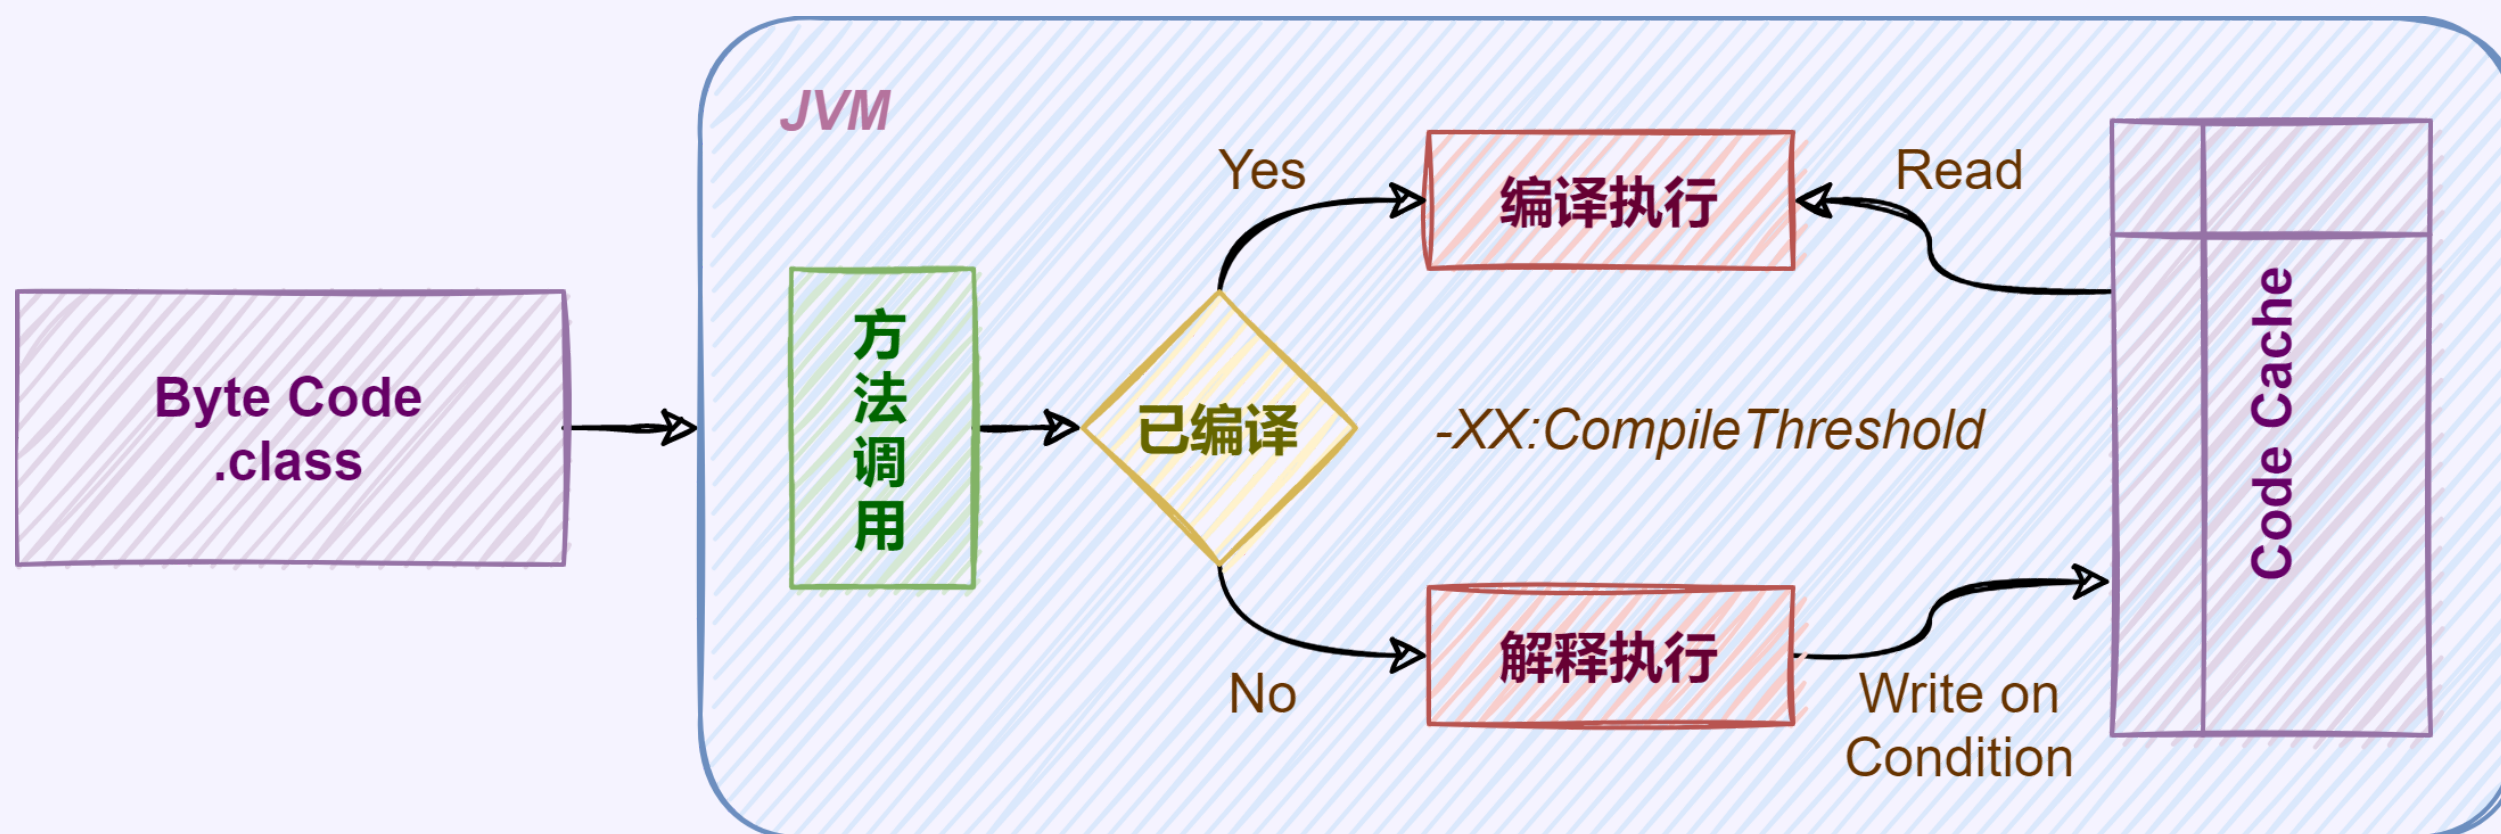 JVM
Byte Code
.class
方
法
调
用
已编译
Yes
No
编译执行
解释执行
-XX:CompileThreshold
Read
Write on
Condition
Code Cache